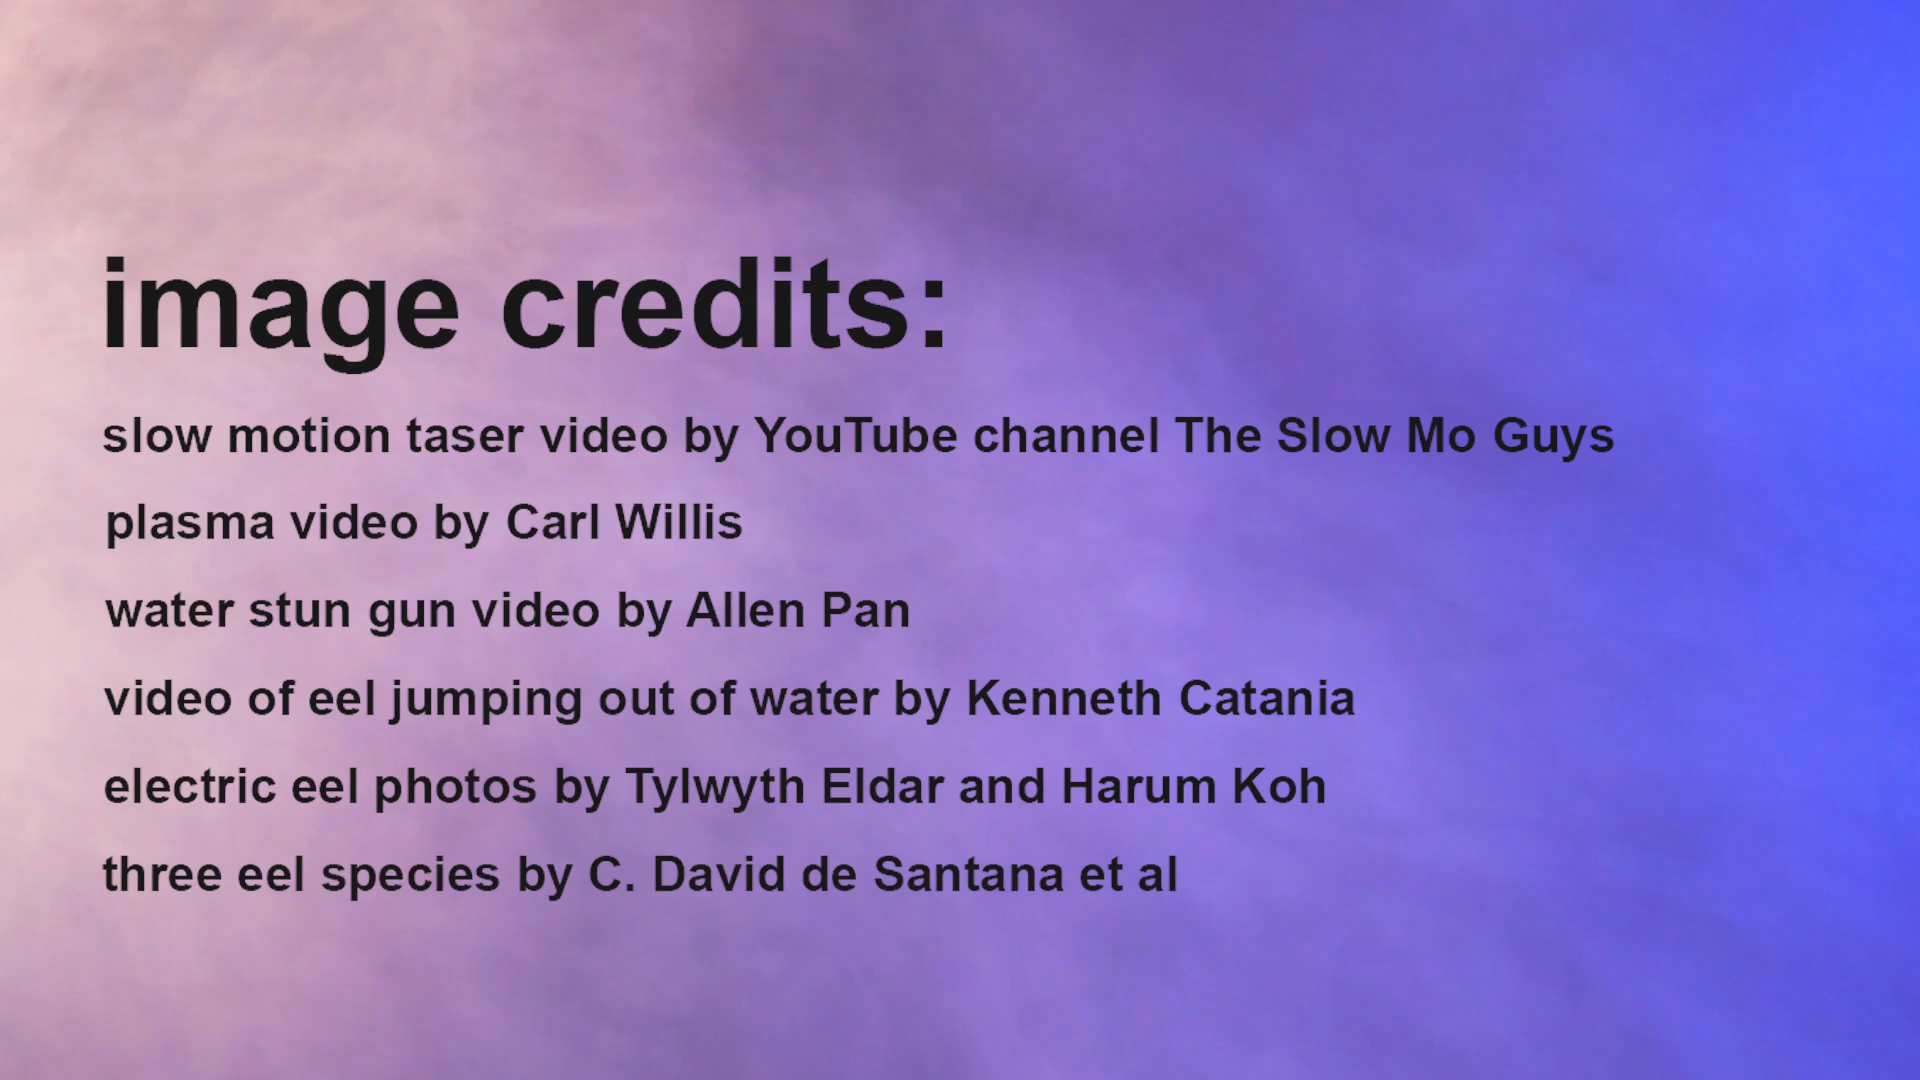 image credits:
slow motion taser video by YouTube channel The Slow Mo Guys
plasma video by Carl Willis
water stun gun video by Allen Pan
video of eel jumping out of water by Kenneth Catania
electric eel photos by Tylwyth Eldar and Harum Koh
three eel species by C. David de Santana et al